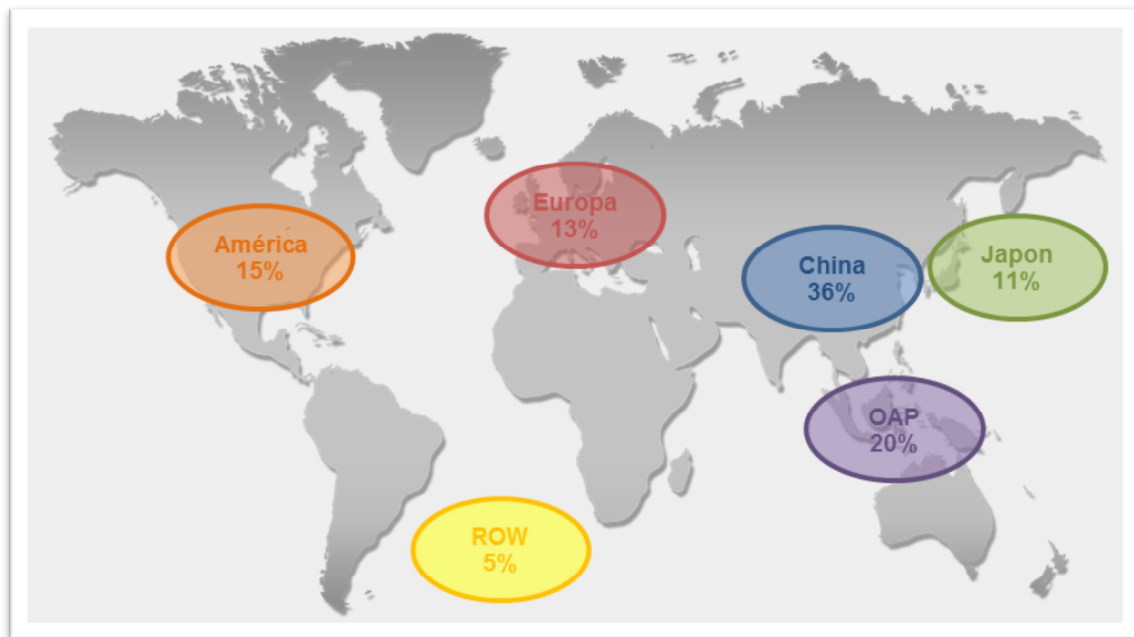 América
15%
Europa
13%
China
36%
Japon
11%
OAP
20%
ROW
5%